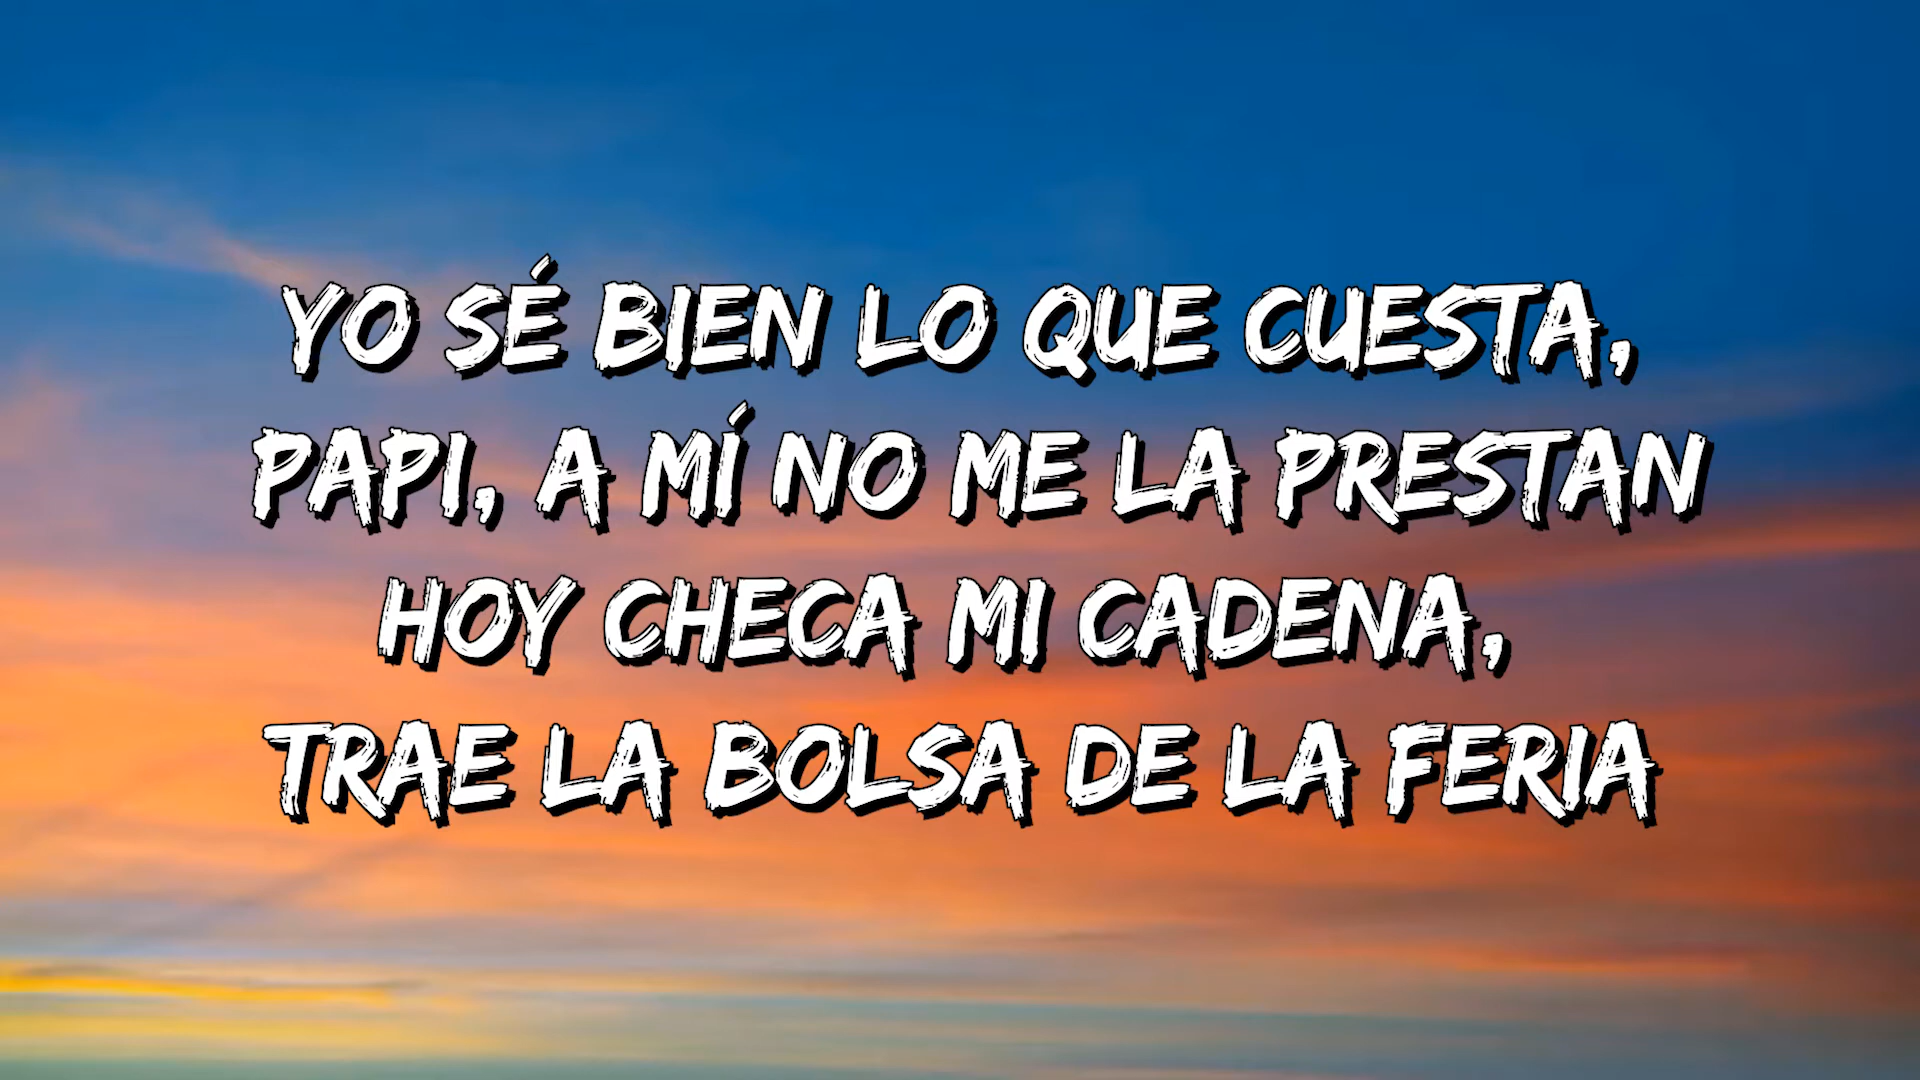 YO SÉ BIEN LO QUE CUESTA,
PAPI, A MÍ NO ME LA PRESTAN
HOY CHECA MI CADENA,
TRAE LA BOLSA DE LA FERIA